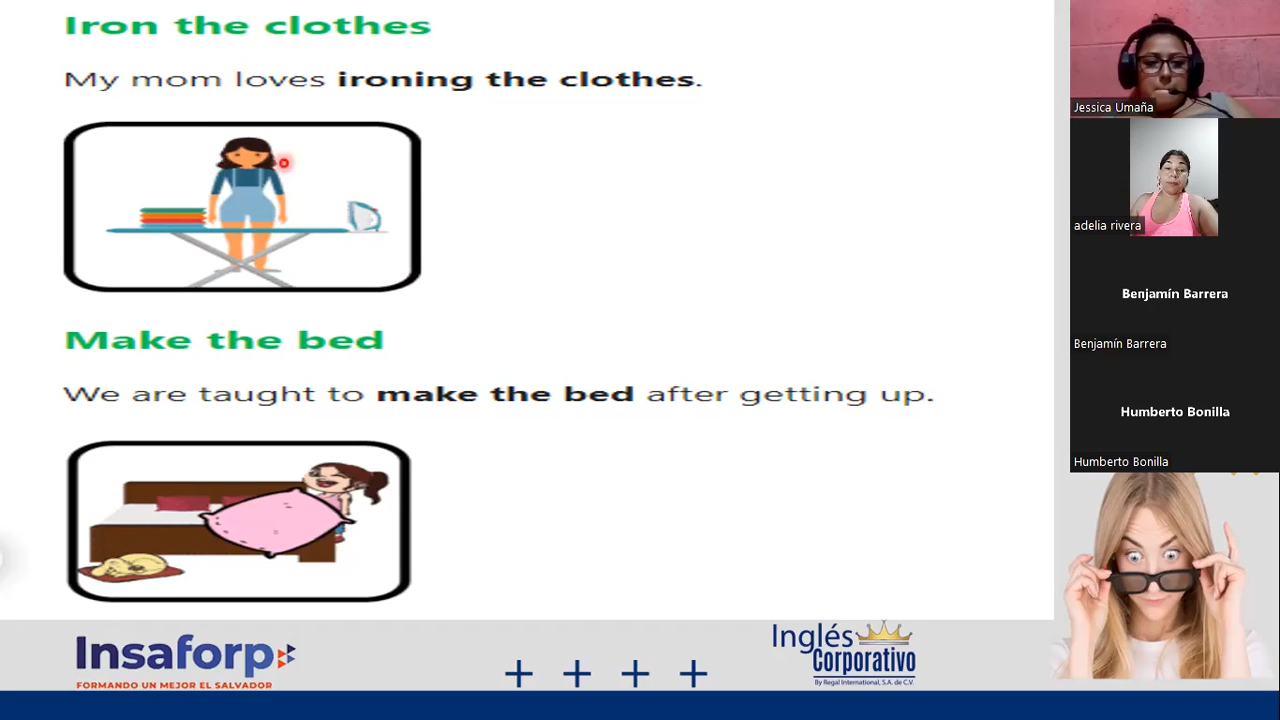 Iron the clothes
My mom loves ironing the clothes.
Make the bed
We are taught to make the bed after getting up.
Insaforp
FORMANDO UN MEJOR EL SALVADOR
Inglés
Corporativo
By Regal International, S.A. de C.V.
Jessica Umaña
adelia rivera
Benjamín Barrera
Benjamín Barrera
Humberto Bonilla
Humberto Bonilla